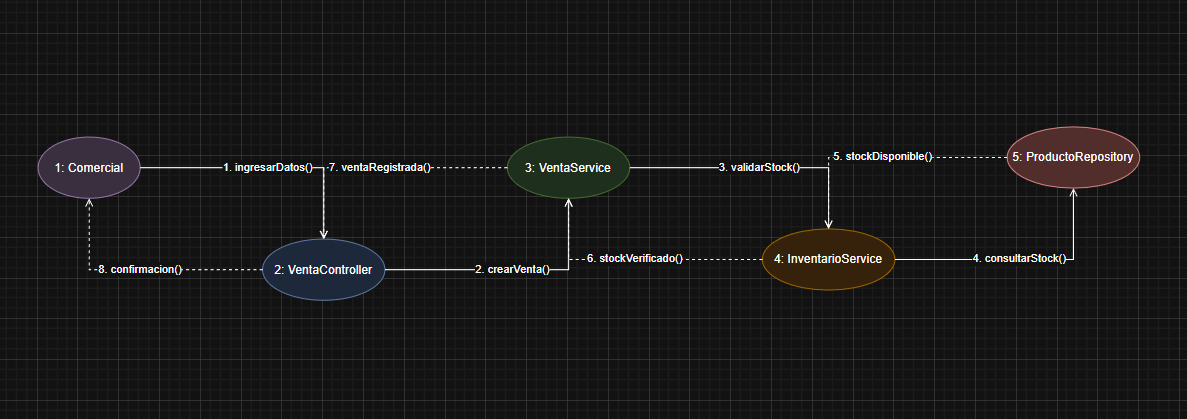 1: Comercial
1. ingresarDatos()
7. ventaRegistrada()
3: VentaService
3. validarStock()
5. stockDisponible()
5: ProductoRepository
8. confirmacion()
2: VentaController
2. crearVenta()
6. stockVerificado()
4: InventarioService
4. consultarStock()